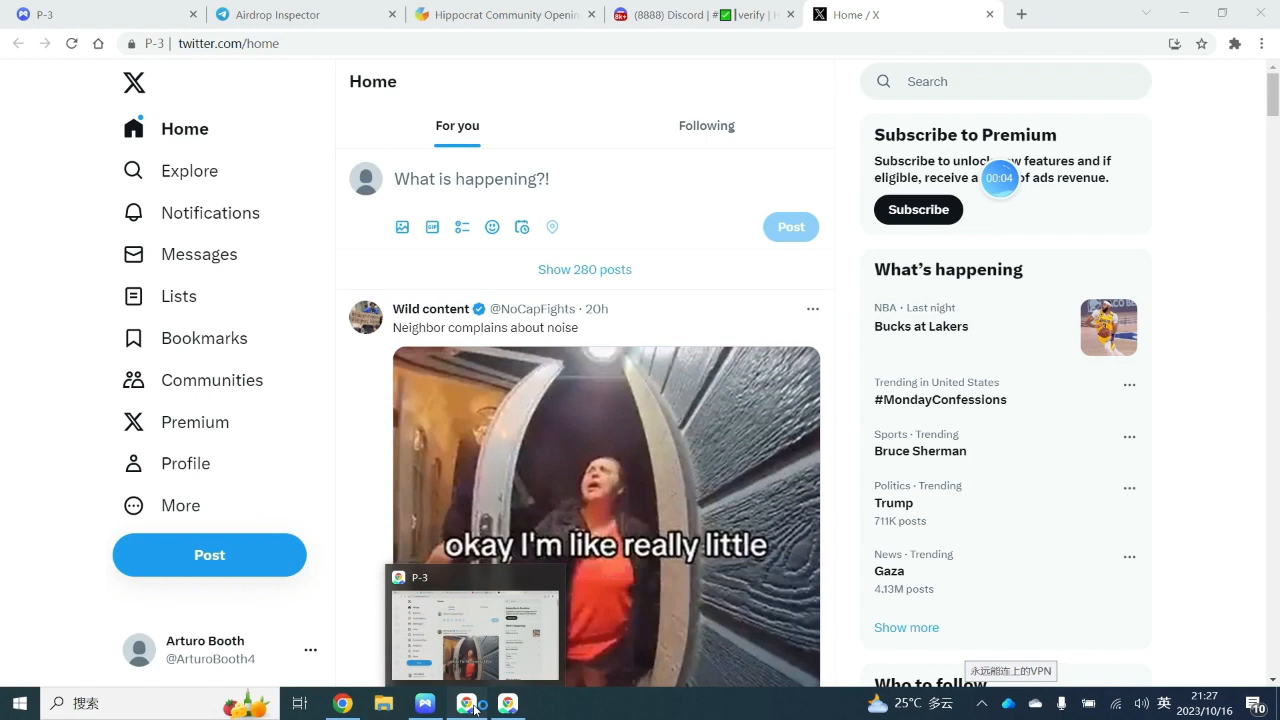 P-3
Airdrop Inspector
Hyporcat Community Openin
(8888) Discord | #✅|verify | H
Home / X
P-3
twitter.com/home
Home
Explore
Notifications
Messages
Lists
Bookmarks
Communities
Premium
Profile
More
Post
Arturo Booth
@ArturoBooth4
Home
For you
Following
What is happening?!
GIF
Post
Show 280 posts
Wild content @NoCapFights · 20h
Neighbor complains about noise
okay I'm like really little
P-3
Search
Subscribe to Premium
Subscribe to unlock new features and if
eligible, receive a of ads revenue.
00:04
Subscribe
What's happening
NBA · Last night
Bucks at Lakers
Trending in United States
#MondayConfessions
Sports · Trending
Bruce Sherman
Politics · Trending
Trump
711K posts
News · Trending
Gaza
4.13M posts
Show more
永远能连上的VPN
Who to follow
搜索
25°C 多云
英
21:27
2023/10/16
10